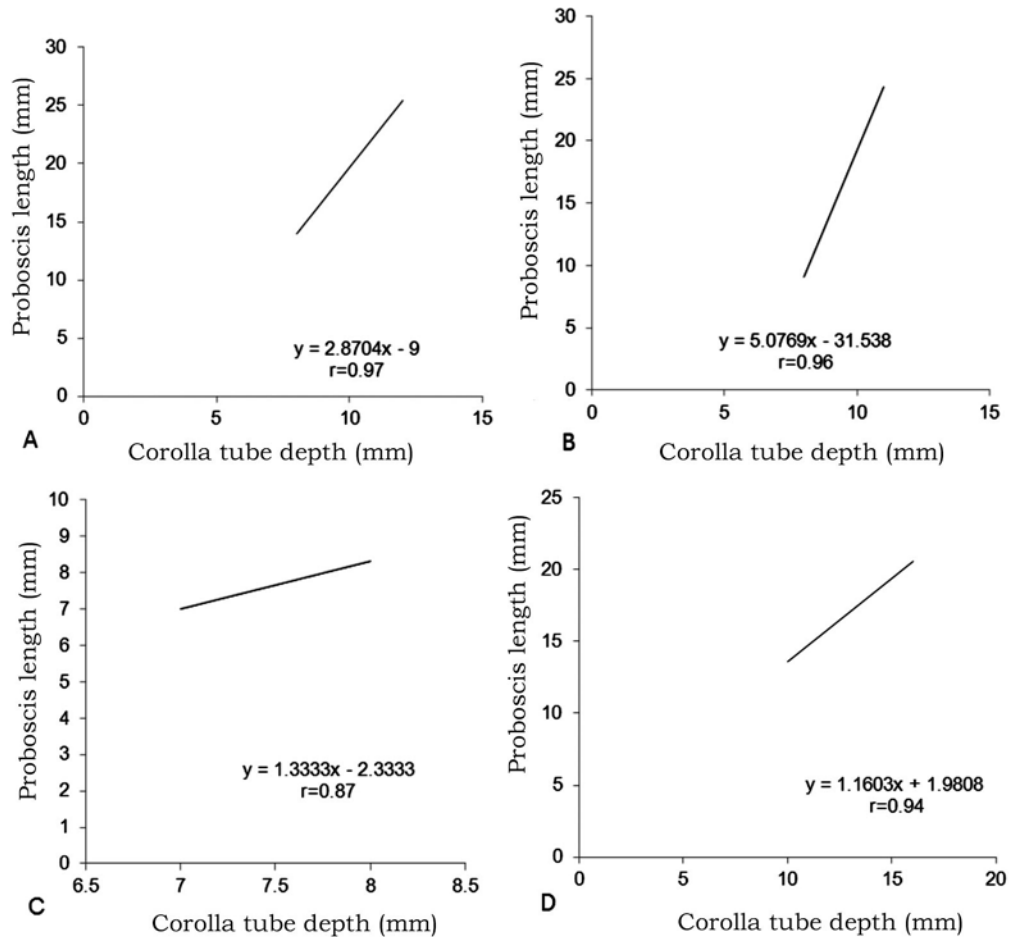 30
25
20
15
10
5
0
Proboscis length (mm)
y = 2.8704x - 9
r=0.97
0 5 10 15
A
Corolla tube depth (mm)
30
25
20
15
10
5
0
Proboscis length (mm)
y = 5.0769x - 31.538
r=0.96
0 5 10 15
B
Corolla tube depth (mm)
10
9
8
7
6
5
4
3
2
1
0
Proboscis length (mm)
y = 1.3333x - 2.3333
r=0.87
6.5 7 7.5 8 8.5
C
Corolla tube depth (mm)
25
20
15
10
5
0
Proboscis length (mm)
y = 1.1603x + 1.9808
r=0.94
0 5 10 15 20
D
Corolla tube depth (mm)